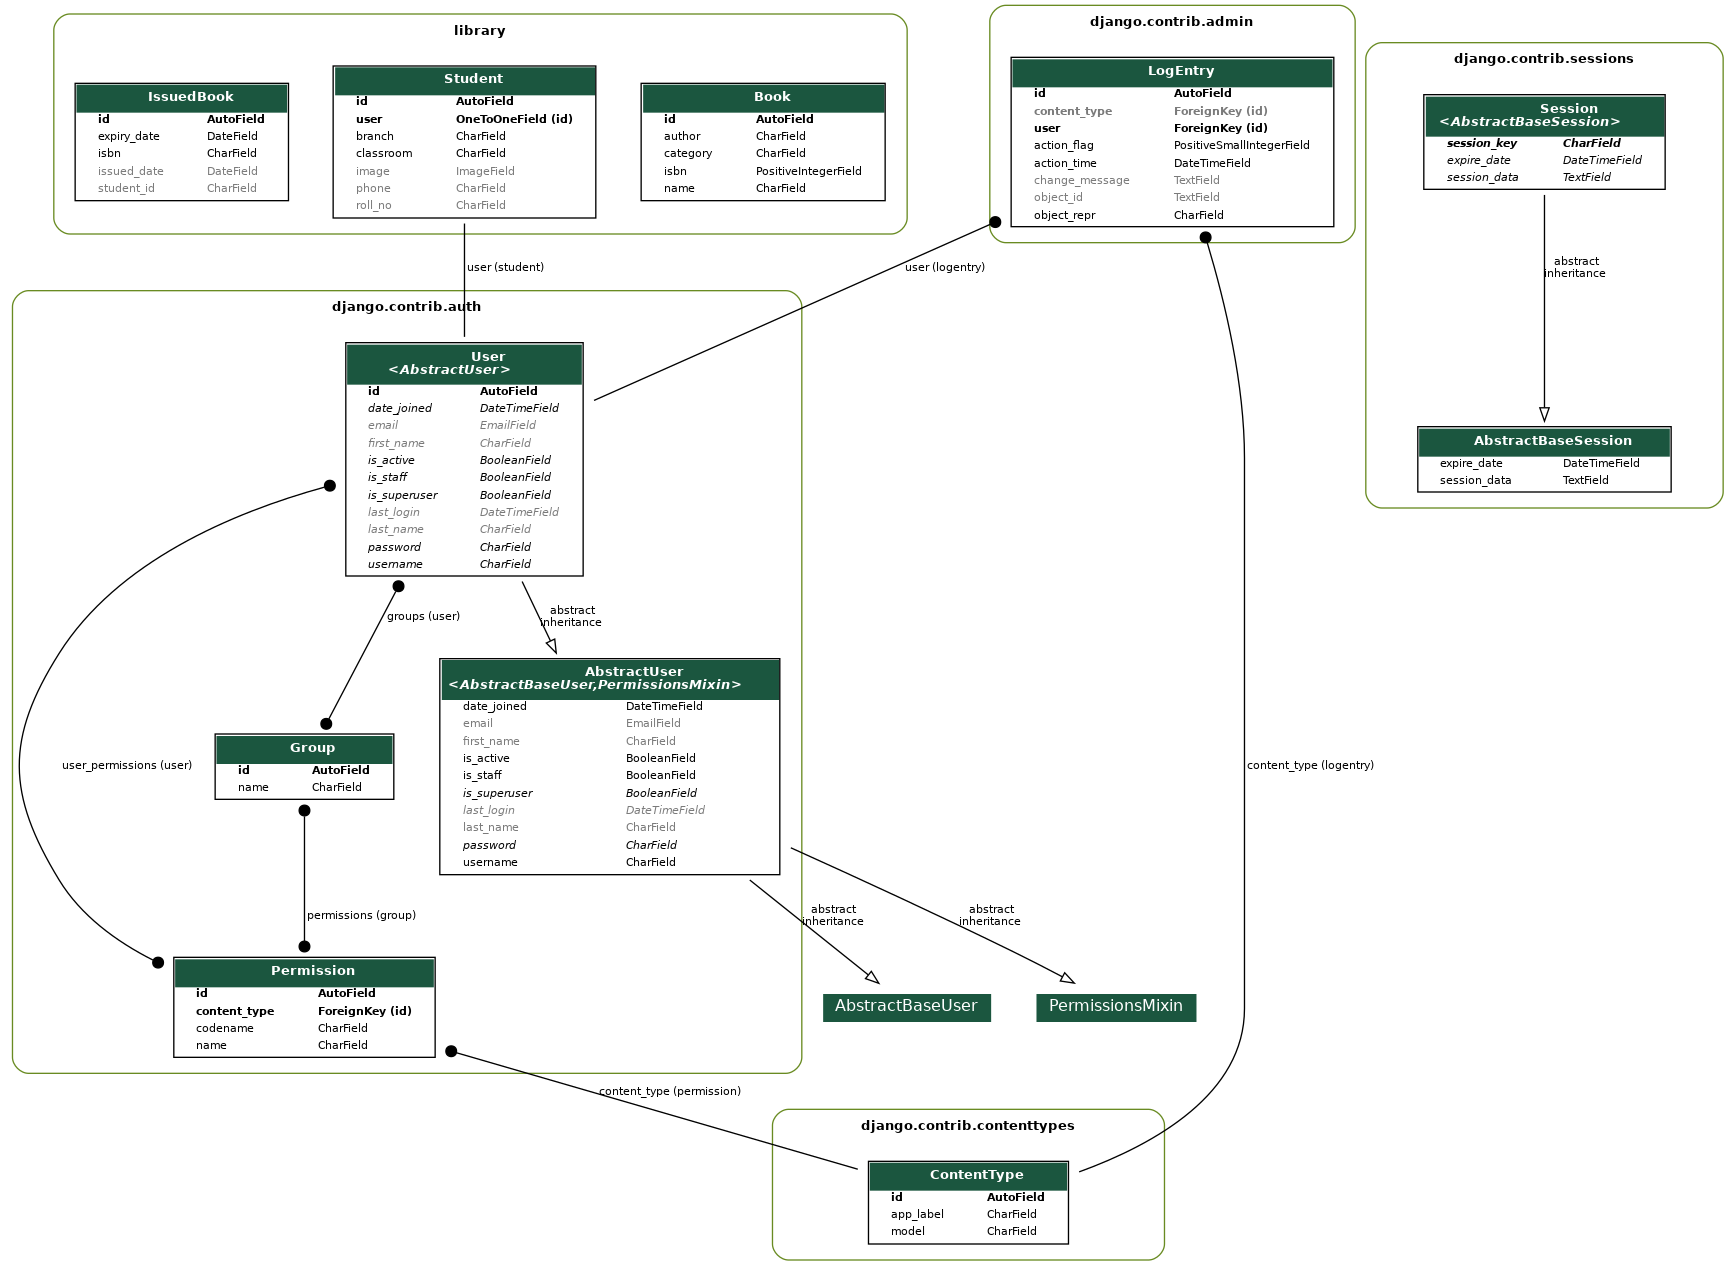 library
IssuedBook
id AutoField
expiry_date DateField
isbn CharField
issued_date DateField
student_id CharField
Student
id AutoField
user OneToOneField (id)
branch CharField
classroom CharField
image ImageField
phone CharField
roll_no CharField
Book
id AutoField
author CharField
category CharField
isbn PositiveIntegerField
name CharField
django.contrib.admin
LogEntry
id AutoField
content_type ForeignKey (id)
user ForeignKey (id)
action_flag PositiveSmallIntegerField
action_time DateTimeField
change_message TextField
object_id TextField
object_repr CharField
django.contrib.sessions
Session
<AbstractBaseSession>
session_key CharField
expire_date DateTimeField
session_data TextField
abstract
inheritance
AbstractBaseSession
expire_date DateTimeField
session_data TextField
user (student)
user (logentry)
django.contrib.auth
User
<AbstractUser>
id AutoField
date_joined DateTimeField
email EmailField
first_name CharField
is_active BooleanField
is_staff BooleanField
is_superuser BooleanField
last_login DateTimeField
last_name CharField
password CharField
username CharField
groups (user)
abstract
inheritance
AbstractUser
<AbstractBaseUser,PermissionsMixin>
date_joined DateTimeField
email EmailField
first_name CharField
is_active BooleanField
is_staff BooleanField
is_superuser BooleanField
last_login DateTimeField
last_name CharField
password CharField
username CharField
user_permissions (user)
Group
id AutoField
name CharField
content_type (logentry)
permissions (group)
abstract
inheritance
abstract
inheritance
Permission
id AutoField
content_type ForeignKey (id)
codename CharField
name CharField
AbstractBaseUser
PermissionsMixin
content_type (permission)
django.contrib.contenttypes
ContentType
id AutoField
app_label CharField
model CharField